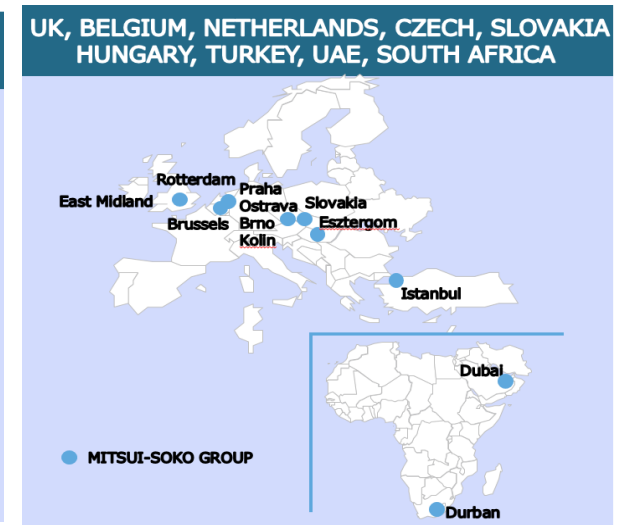 UK, BELGIUM, NETHERLANDS, CZECH, SLOVAKIA
HUNGARY, TURKEY, UAE, SOUTH AFRICA
Rotterdam
East Midland
Brussels
Praha
Ostrava
Brno
Kolin
Slovakia
Esztergom
Istanbul
Dubai
MITSUI-SOKO GROUP
Durban